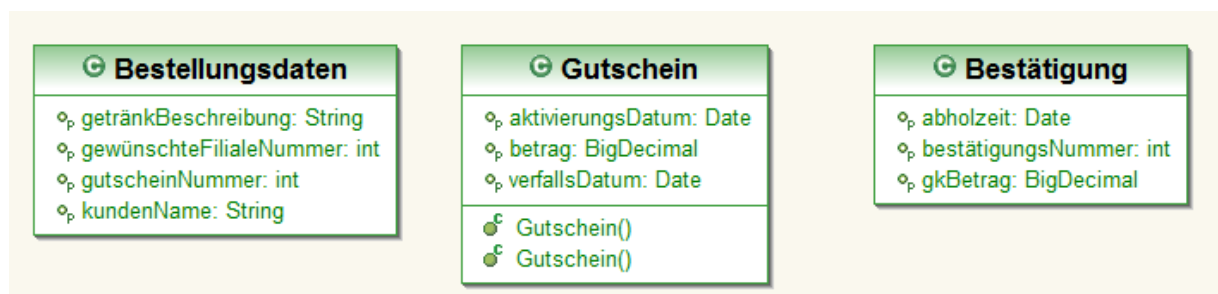 Bestellungsdaten
getränkBeschreibung: String
gewünschteFilialeNummer: int
gutscheinNummer: int
kundenName: String
Gutschein
aktivierungsDatum: Date
betrag: BigDecimal
verfallsDatum: Date
Gutschein()
Gutschein()
Bestätigung
abholzeit: Date
bestätigungsNummer: int
gkBetrag: BigDecimal